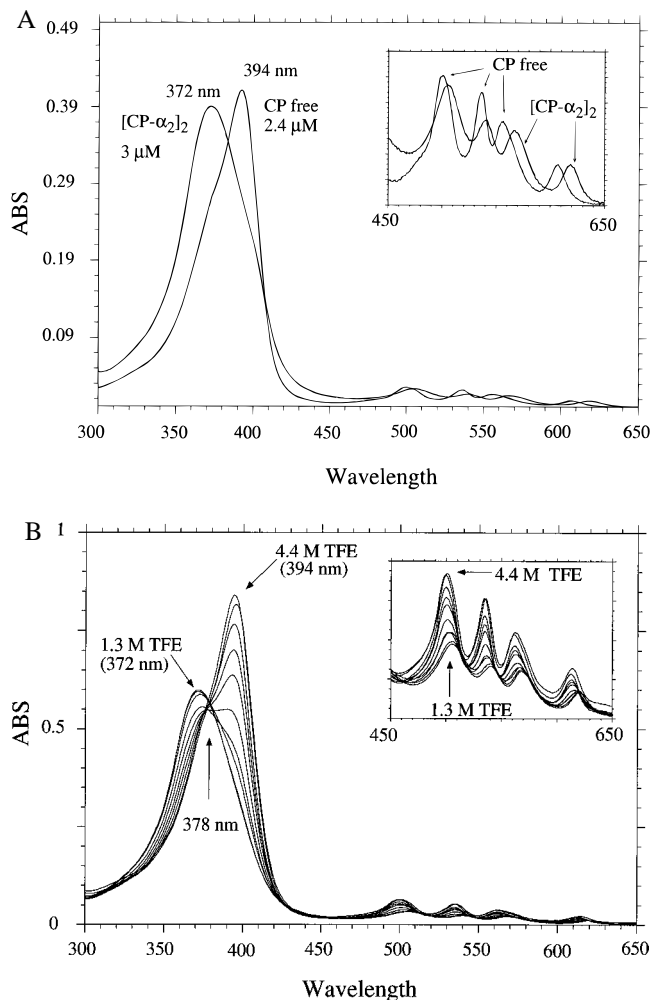 A
0.49
0.39
0.29
0.19
0.09
ABS
372 nm
394 nm
[CP-α₂]₂
3 μM
CP free
2.4 μM
CP free
[CP-α₂]₂
450 650
300 350 400 450 500 550 600 650
Wavelength
B
1
0.5
0
ABS
4.4 M TFE
(394 nm)
1.3 M TFE
(372 nm)
378 nm
4.4 M TFE
1.3 M TFE
450 650
300 350 400 450 500 550 600 650
Wavelength